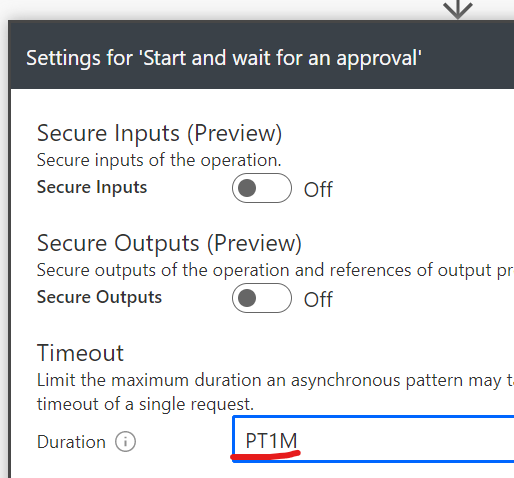 Settings for 'Start and wait for an approval'
Secure Inputs (Preview)
Secure inputs of the operation.
Secure Inputs Off
Secure Outputs (Preview)
Secure outputs of the operation and references of output pr
Secure Outputs Off
Timeout
Limit the maximum duration an asynchronous pattern may ta
timeout of a single request.
Duration PT1M